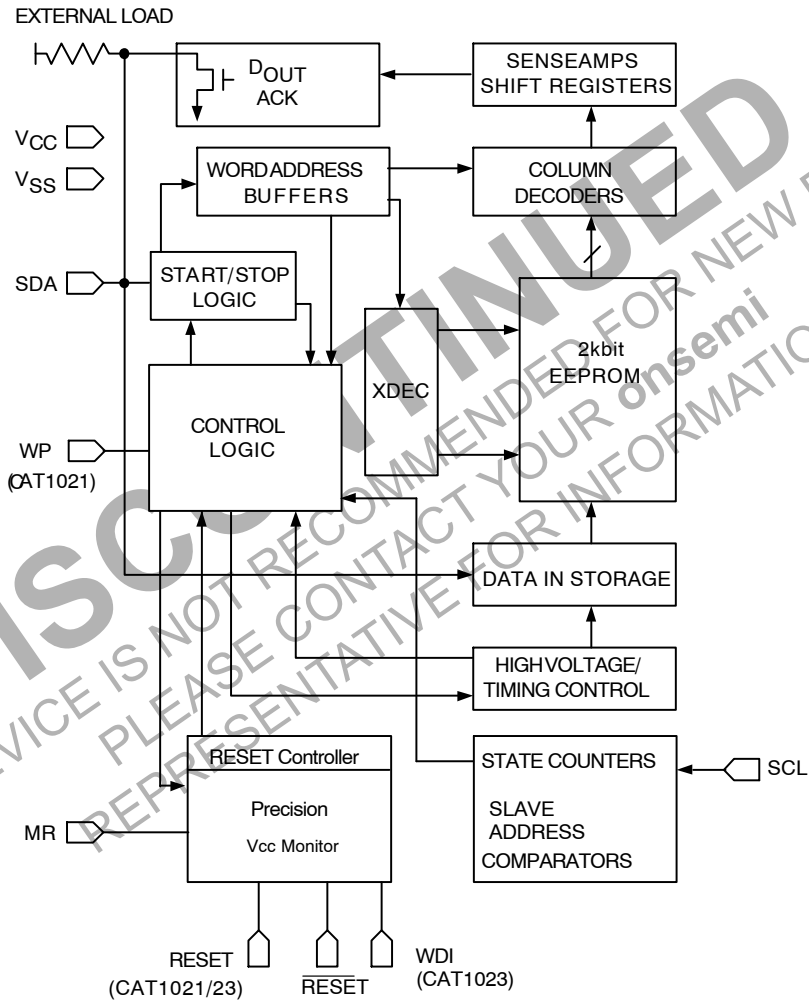 EXTERNAL LOAD
DOUT
ACK
SENSEAMPS
SHIFT REGISTERS
VCC
VSS
WORDADDRESS
BUFFERS
COLUMN
DECODERS
SDA
START/STOP
LOGIC
2kbit
EEPROM
XDEC
CONTROL
LOGIC
WP
(CAT1021)
DATA IN STORAGE
HIGHVOLTAGE/
TIMING CONTROL
RESET Controller
Precision
Vcc Monitor
STATE COUNTERS
SLAVE
ADDRESS
COMPARATORS
SCL
MR
RESET
(CAT1021/23)
RESET
WDI
(CAT1023)
DISCONTINUED
DEVICE IS NOT RECOMMENDED FOR NEW
PLEASE CONTACT YOUR onsemi
REPRESENTATIVE FOR INFORMATION